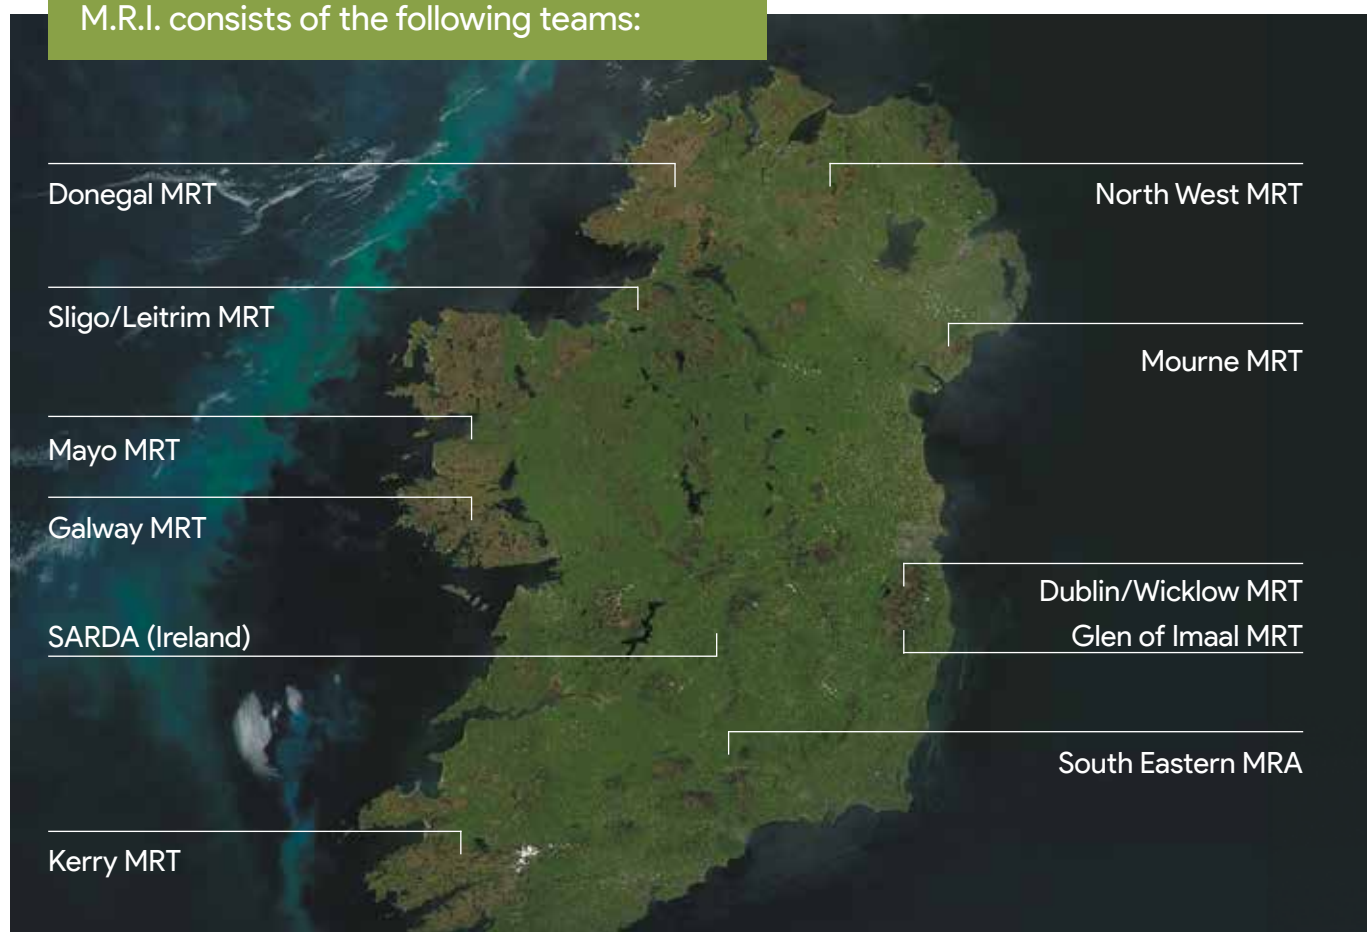 M.R.I. consists of the following teams:
Donegal MRT
North West MRT
Sligo/Leitrim MRT
Mourne MRT
Mayo MRT
Galway MRT
Dublin/Wicklow MRT
SARDA (Ireland)
Glen of Imaal MRT
South Eastern MRA
Kerry MRT